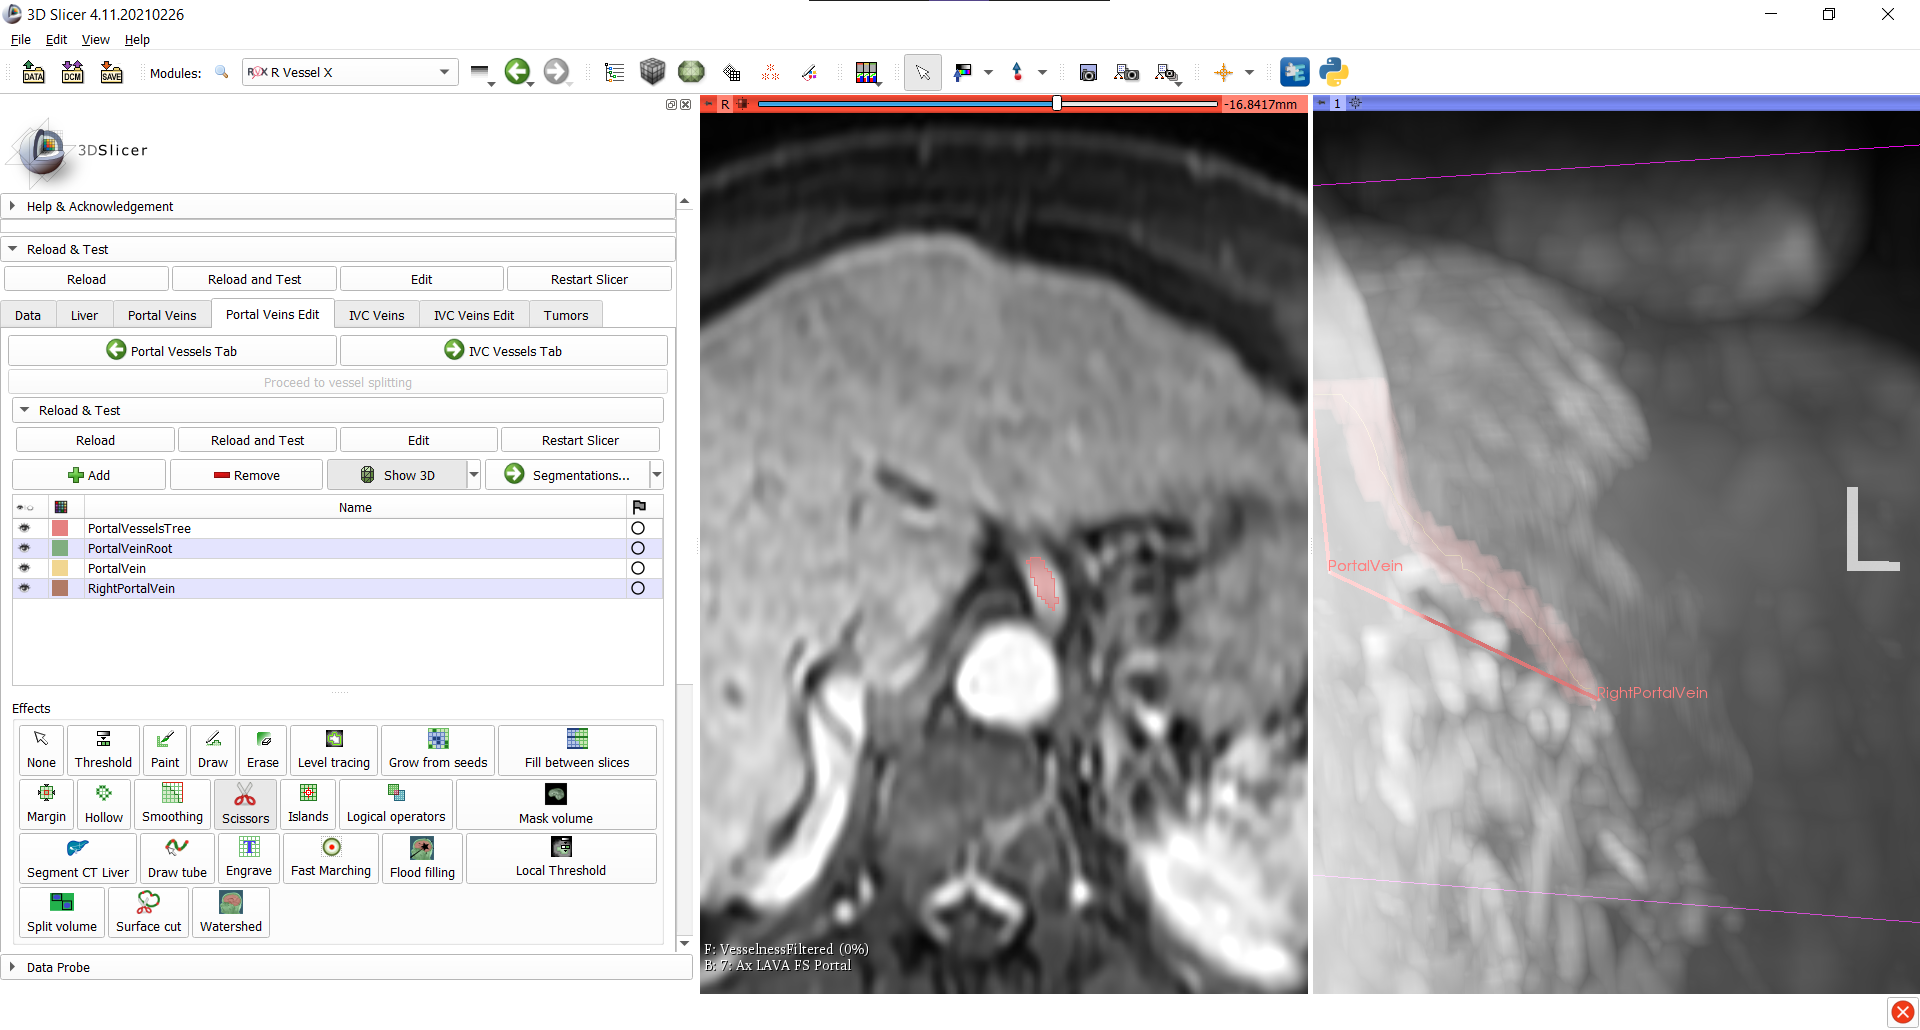 3D Slicer 4.11.20210226
File Edit View Help
DATA DCM SAVE Modules: RVX R Vessel X
3DSlicer
Help & Acknowledgement
Reload & Test
Reload Reload and Test Edit Restart Slicer
Data Liver Portal Veins Portal Veins Edit IVC Veins IVC Veins Edit Tumors
Portal Vessels Tab IVC Vessels Tab
Proceed to vessel splitting
Reload & Test
Reload Reload and Test Edit Restart Slicer
Add Remove Show 3D Segmentations...
Name
PortalVesselsTree
PortalVeinRoot
PortalVein
RightPortalVein
Effects
None Threshold Paint Draw Erase Level tracing Grow from seeds Fill between slices
Margin Hollow Smoothing Scissors Islands Logical operators Mask volume
Segment CT Liver Draw tube Engrave Fast Marching Flood filling Local Threshold
Split volume Surface cut Watershed
Data Probe
R -16.8417mm
F: VesselnessFiltered (0%)
B: 7: Ax LAVA FS Portal
1
PortalVein
RightPortalVein
L